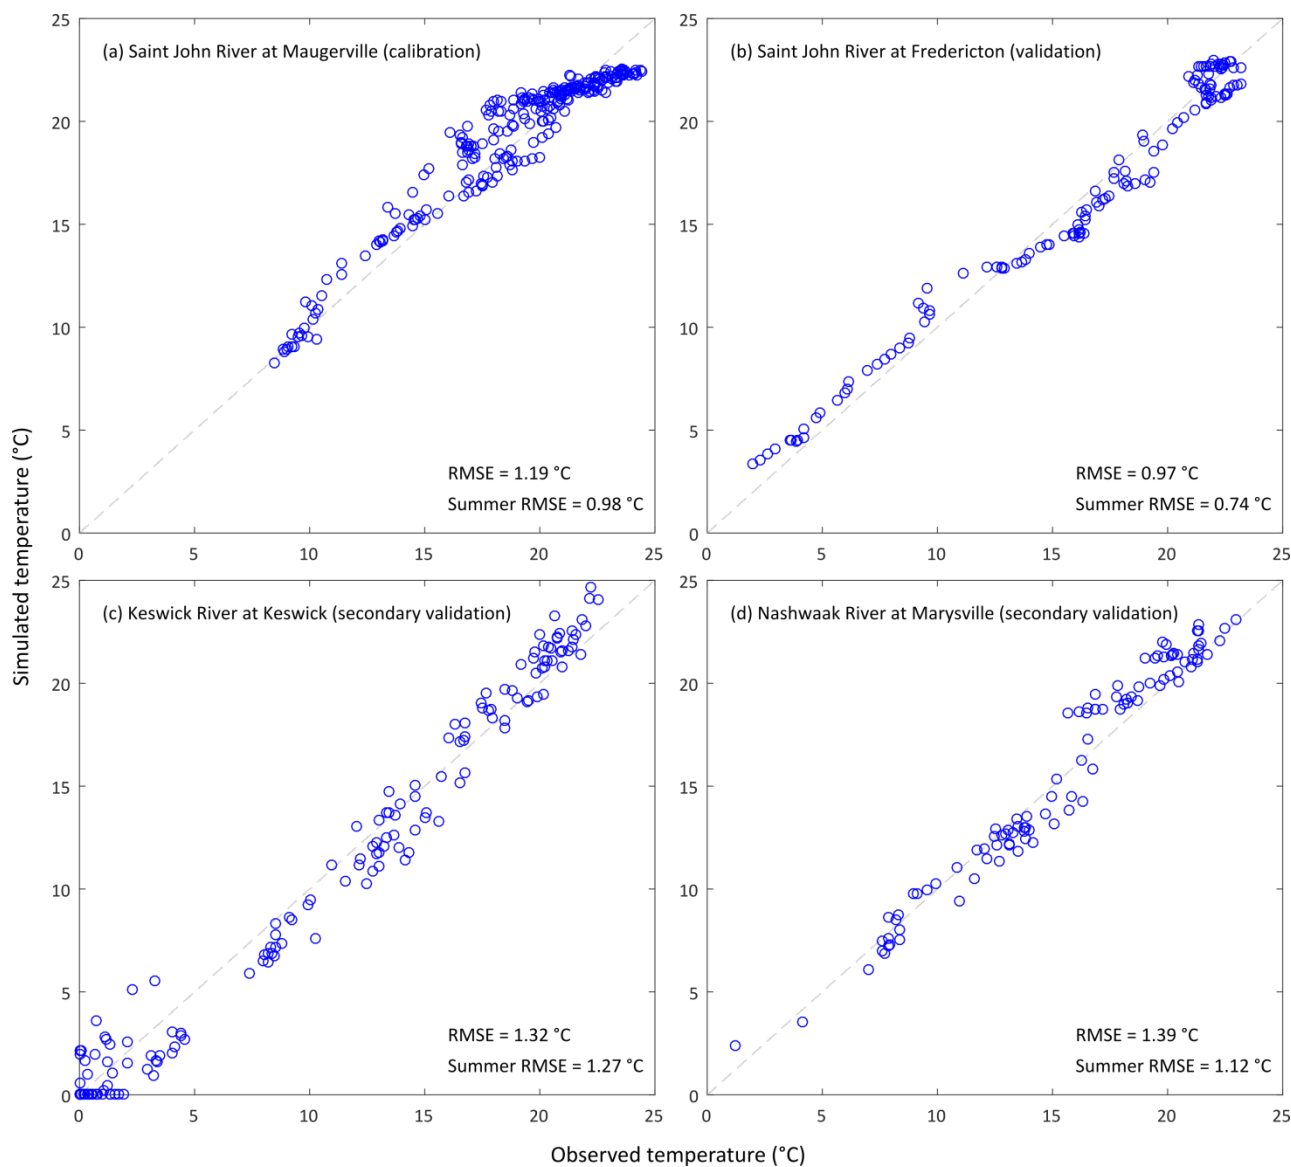 (a) Saint John River at Maugerville (calibration)
25
20
15
10
5
0
RMSE = 1.19 °C
Summer RMSE = 0.98 °C
0 5 10 15 20 25
(b) Saint John River at Fredericton (validation)
25
20
15
10
5
0
RMSE = 0.97 °C
Summer RMSE = 0.74 °C
0 5 10 15 20 25
Simulated temperature (°C)
(c) Keswick River at Keswick (secondary validation)
25
20
15
10
5
0
RMSE = 1.32 °C
Summer RMSE = 1.27 °C
0 5 10 15 20 25
(d) Nashwaak River at Marysville (secondary validation)
25
20
15
10
5
0
RMSE = 1.39 °C
Summer RMSE = 1.12 °C
0 5 10 15 20 25
Observed temperature (°C)